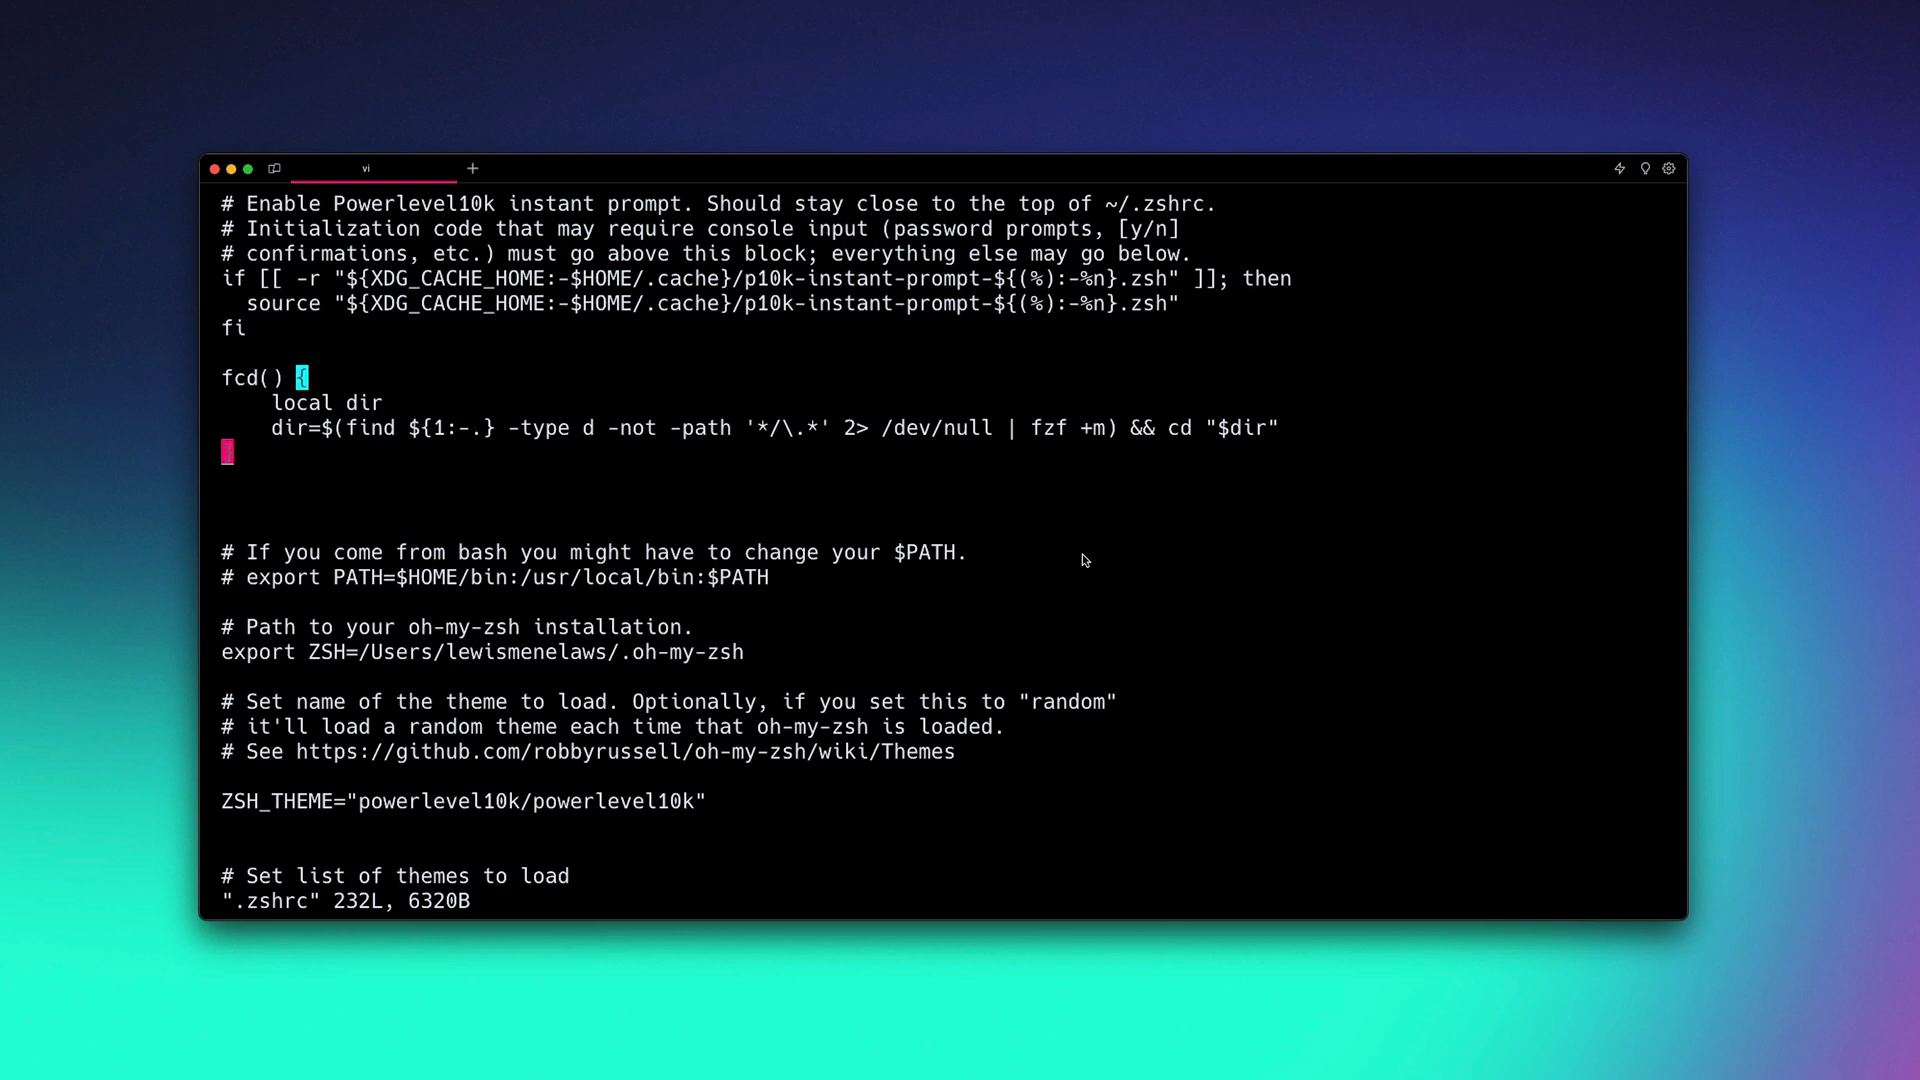 vi
# Enable Powerlevel10k instant prompt. Should stay close to the top of ~/.zshrc.
# Initialization code that may require console input (password prompts, [y/n]
# confirmations, etc.) must go above this block; everything else may go below.
if [[ -r "${XDG_CACHE_HOME:-$HOME/.cache}/p10k-instant-prompt-${(%):-%n}.zsh" ]]; then
  source "${XDG_CACHE_HOME:-$HOME/.cache}/p10k-instant-prompt-${(%):-%n}.zsh"
fi
fcd() {
    local dir
    dir=$(find ${1:-.} -type d -not -path '*/\.*' 2> /dev/null | fzf +m) && cd "$dir"
}
# If you come from bash you might have to change your $PATH.
# export PATH=$HOME/bin:/usr/local/bin:$PATH
# Path to your oh-my-zsh installation.
export ZSH=/Users/lewismenelaws/.oh-my-zsh
# Set name of the theme to load. Optionally, if you set this to "random"
# it'll load a random theme each time that oh-my-zsh is loaded.
# See https://github.com/robbyrussell/oh-my-zsh/wiki/Themes
ZSH_THEME="powerlevel10k/powerlevel10k"
# Set list of themes to load
".zshrc" 232L, 6320B